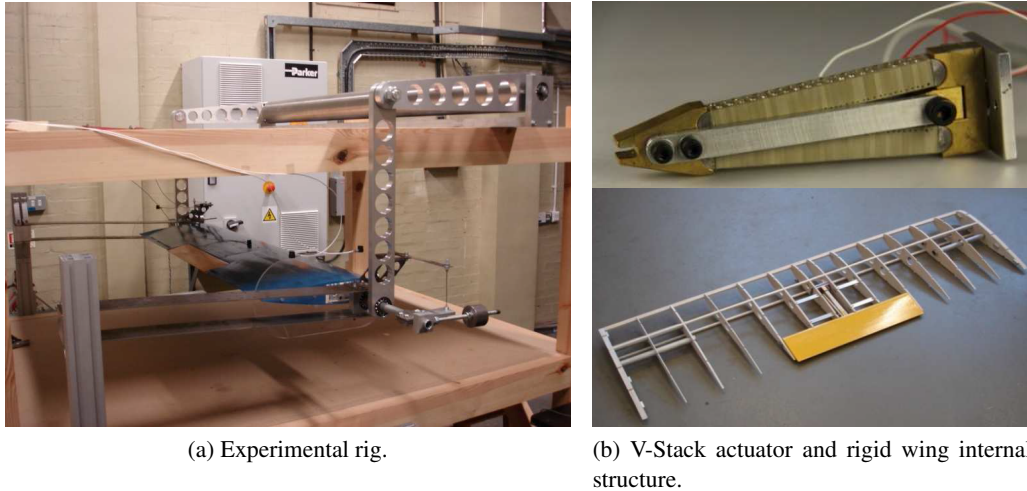 Parker
(a) Experimental rig.
(b) V-Stack actuator and rigid wing internal
structure.